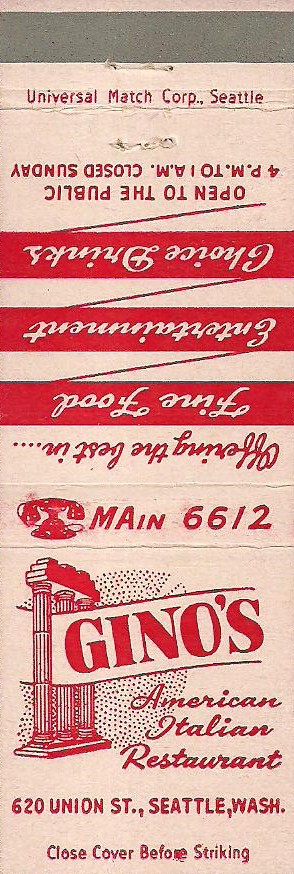 Universal Match Corp., Seattle
Offering the best in.....
Fine Food
Entertainment
Choice Drinks
OPEN TO THE PUBLIC
4 P.M. TO 1 A.M. CLOSED SUNDAY
MAIN 6612
GINO'S
American
Italian
Restaurant
620 UNION ST., SEATTLE, WASH.
Close Cover Before Striking